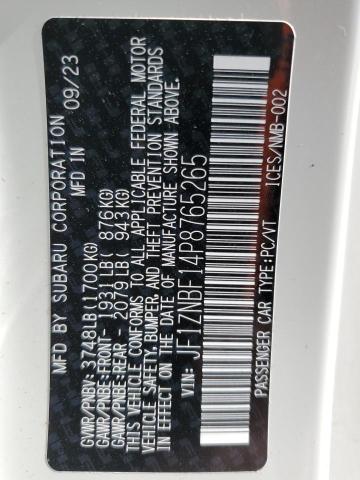 MFD BY SUBARU CORPORATION
MFD IN 09/23
GVWR/PNBV: 3748LB(1700KG)
GAWR/PNBE:FRONT- 1931LB( 876KG)
GAWR/PNBE:REAR - 2079LB( 943KG)
THIS VEHICLE CONFORMS TO ALL APPLICABLE FEDERAL MOTOR
VEHICLE SAFETY,BUMPER,AND THEFT PREVENTION STANDARDS
IN EFFECT ON THE DATE OF MANUFACTURE SHOWN ABOVE.
VIN: JF1ZNBF14P8765265
PASSENGER CAR TYPE:PC/VT ICES/NMB-002